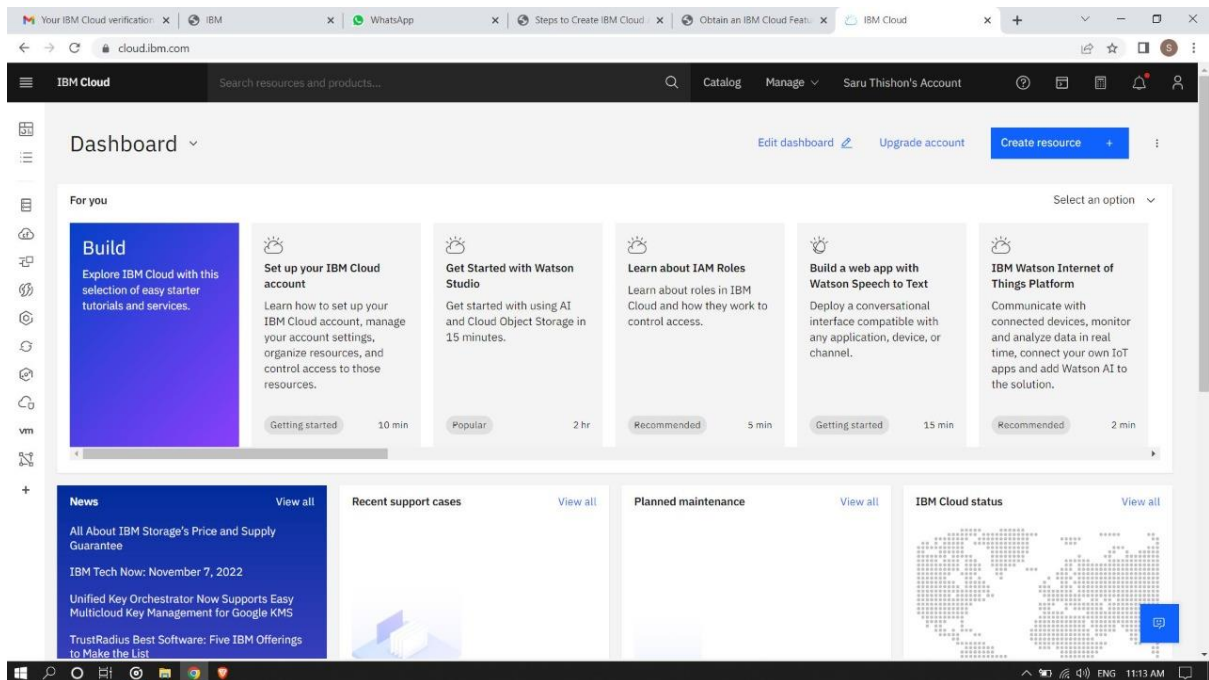 Your IBM Cloud verification
IBM
WhatsApp
Steps to Create IBM Cloud
Obtain an IBM Cloud Featu
IBM Cloud
cloud.ibm.com
S
IBM Cloud
Search resources and products...
Catalog
Manage
Saru Thishon's Account
Dashboard
Edit dashboard
Upgrade account
Create resource +
For you
Select an option
Build
Explore IBM Cloud with this
selection of easy starter
tutorials and services.
Set up your IBM Cloud
account
Learn how to set up your
IBM Cloud account, manage
your account settings,
organize resources, and
control access to those
resources.
Getting started 10 min
Get Started with Watson
Studio
Get started with using AI
and Cloud Object Storage in
15 minutes.
Popular 2 hr
Learn about IAM Roles
Learn about roles in IBM
Cloud and how they work to
control access.
Recommended 5 min
Build a web app with
Watson Speech to Text
Deploy a conversational
interface compatible with
any application, device, or
channel.
Getting started 15 min
IBM Watson Internet of
Things Platform
Communicate with
connected devices, monitor
and analyze data in real
time, connect your own IoT
apps and add Watson AI to
the solution.
Recommended 2 min
vm
News View all
All About IBM Storage's Price and Supply
Guarantee
IBM Tech Now: November 7, 2022
Unified Key Orchestrator Now Supports Easy
Multicloud Key Management for Google KMS
TrustRadius Best Software: Five IBM Offerings
to Make the List
Recent support cases View all
Planned maintenance View all
IBM Cloud status View all
ENG 11:13 AM